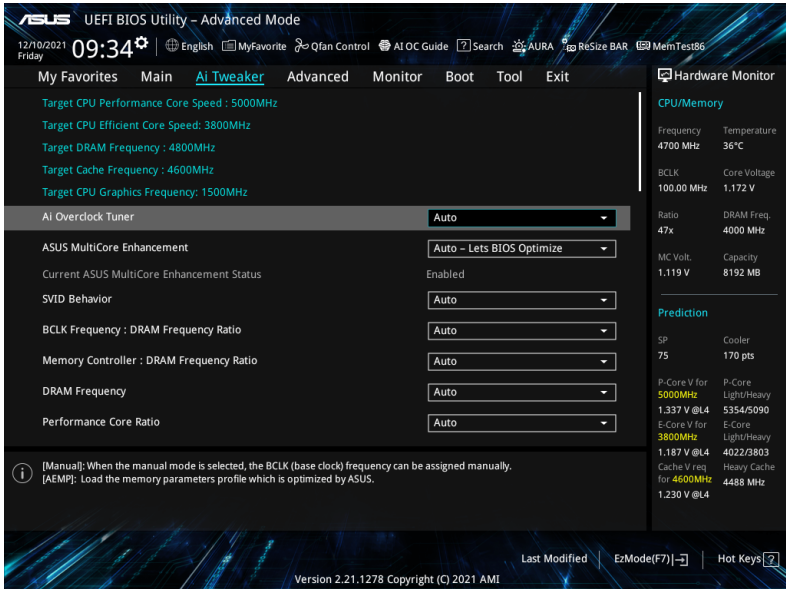 ASUS UEFI BIOS Utility – Advanced Mode
12/10/2021 Friday 09:34 English MyFavorite Qfan Control AI OC Guide ? Search AURA ReSize BAR MemTest86
My Favorites Main Ai Tweaker Advanced Monitor Boot Tool Exit
Hardware Monitor
Target CPU Performance Core Speed : 5000MHz
Target CPU Efficient Core Speed: 3800MHz
Target DRAM Frequency : 4800MHz
Target Cache Frequency : 4600MHz
Target CPU Graphics Frequency: 1500MHz
Ai Overclock Tuner Auto
ASUS MultiCore Enhancement Auto – Lets BIOS Optimize
Current ASUS MultiCore Enhancement Status Enabled
SVID Behavior Auto
BCLK Frequency : DRAM Frequency Ratio Auto
Memory Controller : DRAM Frequency Ratio Auto
DRAM Frequency Auto
Performance Core Ratio Auto
[Manual]: When the manual mode is selected, the BCLK (base clock) frequency can be assigned manually.
[AEMP]: Load the memory parameters profile which is optimized by ASUS.
CPU/Memory
Frequency Temperature
4700 MHz 36°C
BCLK Core Voltage
100.00 MHz 1.172 V
Ratio DRAM Freq.
47x 4000 MHz
MC Volt. Capacity
1.119 V 8192 MB
Prediction
SP Cooler
75 170 pts
P-Core V for P-Core
5000MHz Light/Heavy
1.337 V @L4 5354/5090
E-Core V for E-Core
3800MHz Light/Heavy
1.187 V @L4 4022/3803
Cache V req Heavy Cache
for 4600MHz 4488 MHz
1.230 V @L4
Last Modified EzMode(F7) Hot Keys ?
Version 2.21.1278 Copyright (C) 2021 AMI